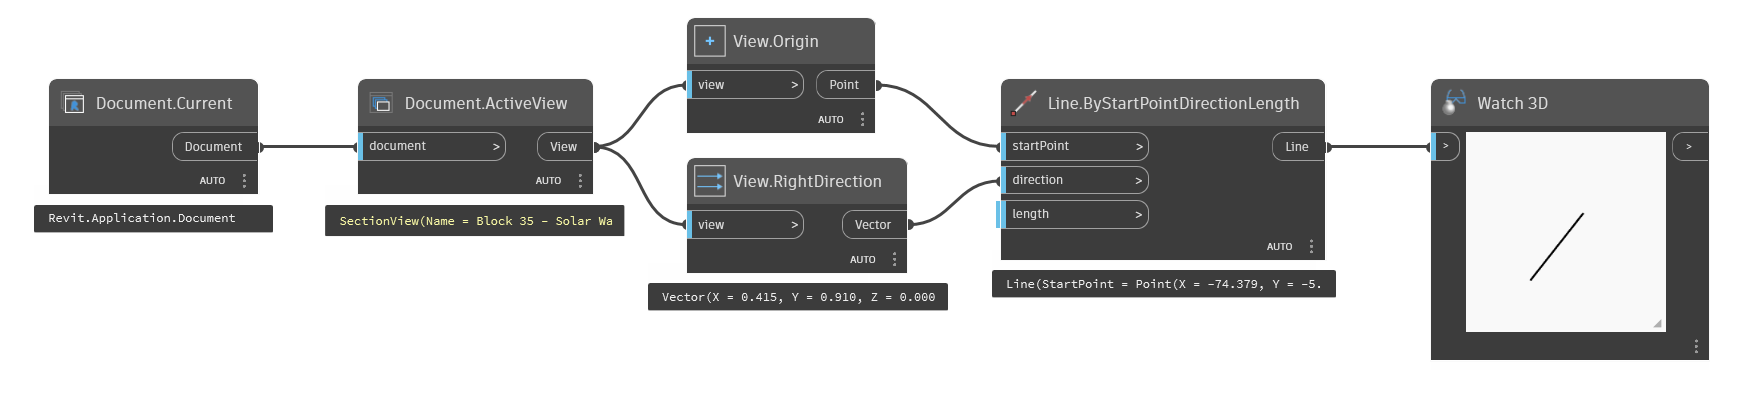 Document.Current
Document
AUTO
Revit.Application.Document
Document.ActiveView
document >
View
AUTO
SectionView(Name = Block 35 - Solar Wa
View.Origin
view >
Point
AUTO
View.RightDirection
view >
Vector
AUTO
Vector(X = 0.415, Y = 0.910, Z = 0.000
Line.ByStartPointDirectionLength
startPoint >
Line
direction >
length >
AUTO
Line(StartPoint = Point(X = -74.379, Y = -5.
Watch 3D
>
>